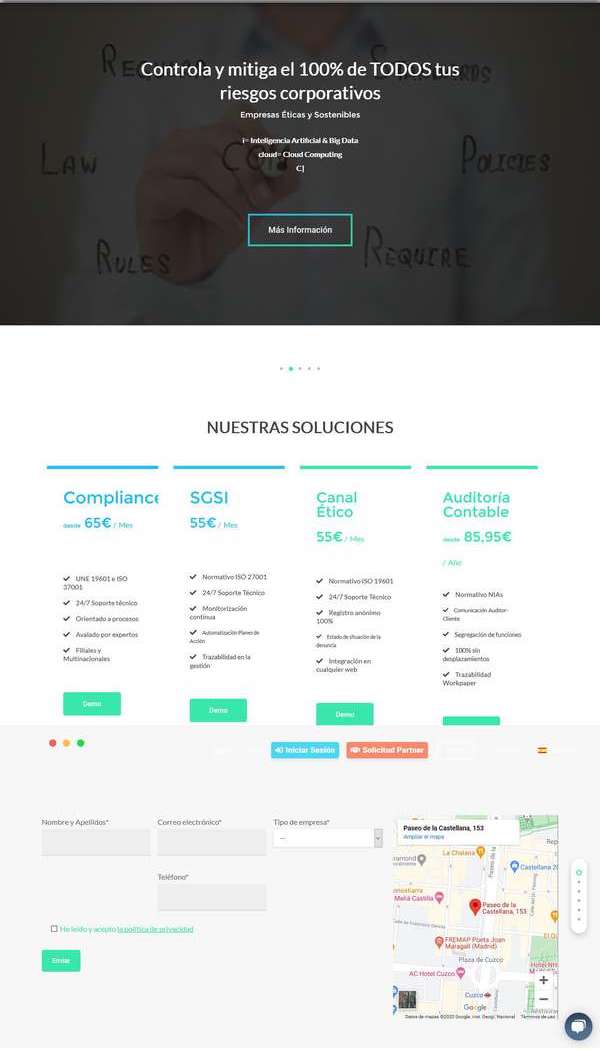 Controla y mitiga el 100% de TODOS tus
riesgos corporativos
Empresas Éticas y Sostenibles
i= Inteligencia Artificial & Big Data
cloud= Cloud Computing
C|
LAW
POLICIES
RULES
REQUIRE
Más Información
NUESTRAS SOLUCIONES
Compliance
desde 65€ / Mes
UNE 19601 e ISO
37001
24/7 Soporte técnico
Orientado a procesos
Avalado por expertos
Filiales y
Multinacionales
Demo
SGSI
55€ / Mes
Normativo ISO 27001
24/7 Soporte Técnico
Monitorización
continua
Automatización Planes de
Acción
Trazabilidad en la
gestión
Demo
Canal
Ético
55€ / Mes
Normativo ISO 19601
24/7 Soporte Técnico
Registro anónimo
100%
Estado de situación de la
denuncia
Integración en
cualquier web
Demo
Auditoría
Contable
desde 85,95€
/ Año
Normativo NIAs
Comunicación Auditor-
Cliente
Segregación de funciones
100% sin
desplazamientos
Trazabilidad
Workpaper
Iniciar Sesión
Solicitud Partner
Nombre y Apellidos*
Correo electrónico*
Tipo de empresa*
--
Teléfono*
He leído y acepto la política de privacidad
Enviar
Paseo de la Castellana, 153
Ampliar el mapa
La Chalana
Castellana 20
Meliá Castilla
Paseo de la
Castellana, 153
FREMAP Pueta Joan
Maragall (Madrid)
Plaza de Cuzco
AC Hotel Cuzco
Cuzco
Google
+
−
Datos de mapas ©2020 Google, Inst. Geogr. Nacional
Términos de uso